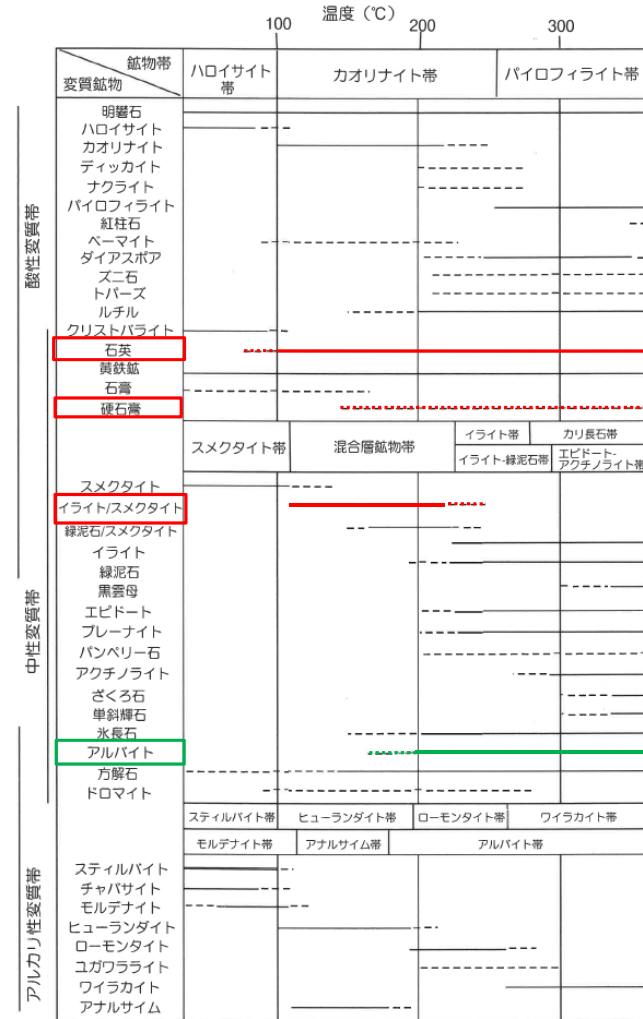 温度（℃）
100 200 300
鉱物帯
変質鉱物
ハロイサイト帯 カオリナイト帯 パイロフィライト帯
酸性変質帯
明礬石
ハロイサイト
カオリナイト
ディッカイト
ナクライト
パイロフィライト
紅柱石
ベーマイト
ダイアスポア
ズニ石
トパーズ
ルチル
クリストバライト
石英
黄鉄鉱
石膏
硬石膏
スメクタイト帯 混合層鉱物帯 イライト帯 カリ長石帯
イライト-緑泥石帯 エピドート-アクチノライト帯
中性変質帯
スメクタイト
イライト/スメクタイト
緑泥石/スメクタイト
イライト
緑泥石
黒雲母
エピドート
プレーナイト
パンペリー石
アクチノライト
ざくろ石
単斜輝石
氷長石
アルバイト
方解石
ドロマイト
スティルバイト帯 ヒューランダイト帯 ローモンタイト帯 ワイラカイト帯
モルデナイト帯 アナルサイム帯 アルバイト帯
アルカリ性変質帯
スティルバイト
チャバサイト
モルデナイト
ヒューランダイト
ローモンタイト
ユガワラライト
ワイラカイト
アナルサイム